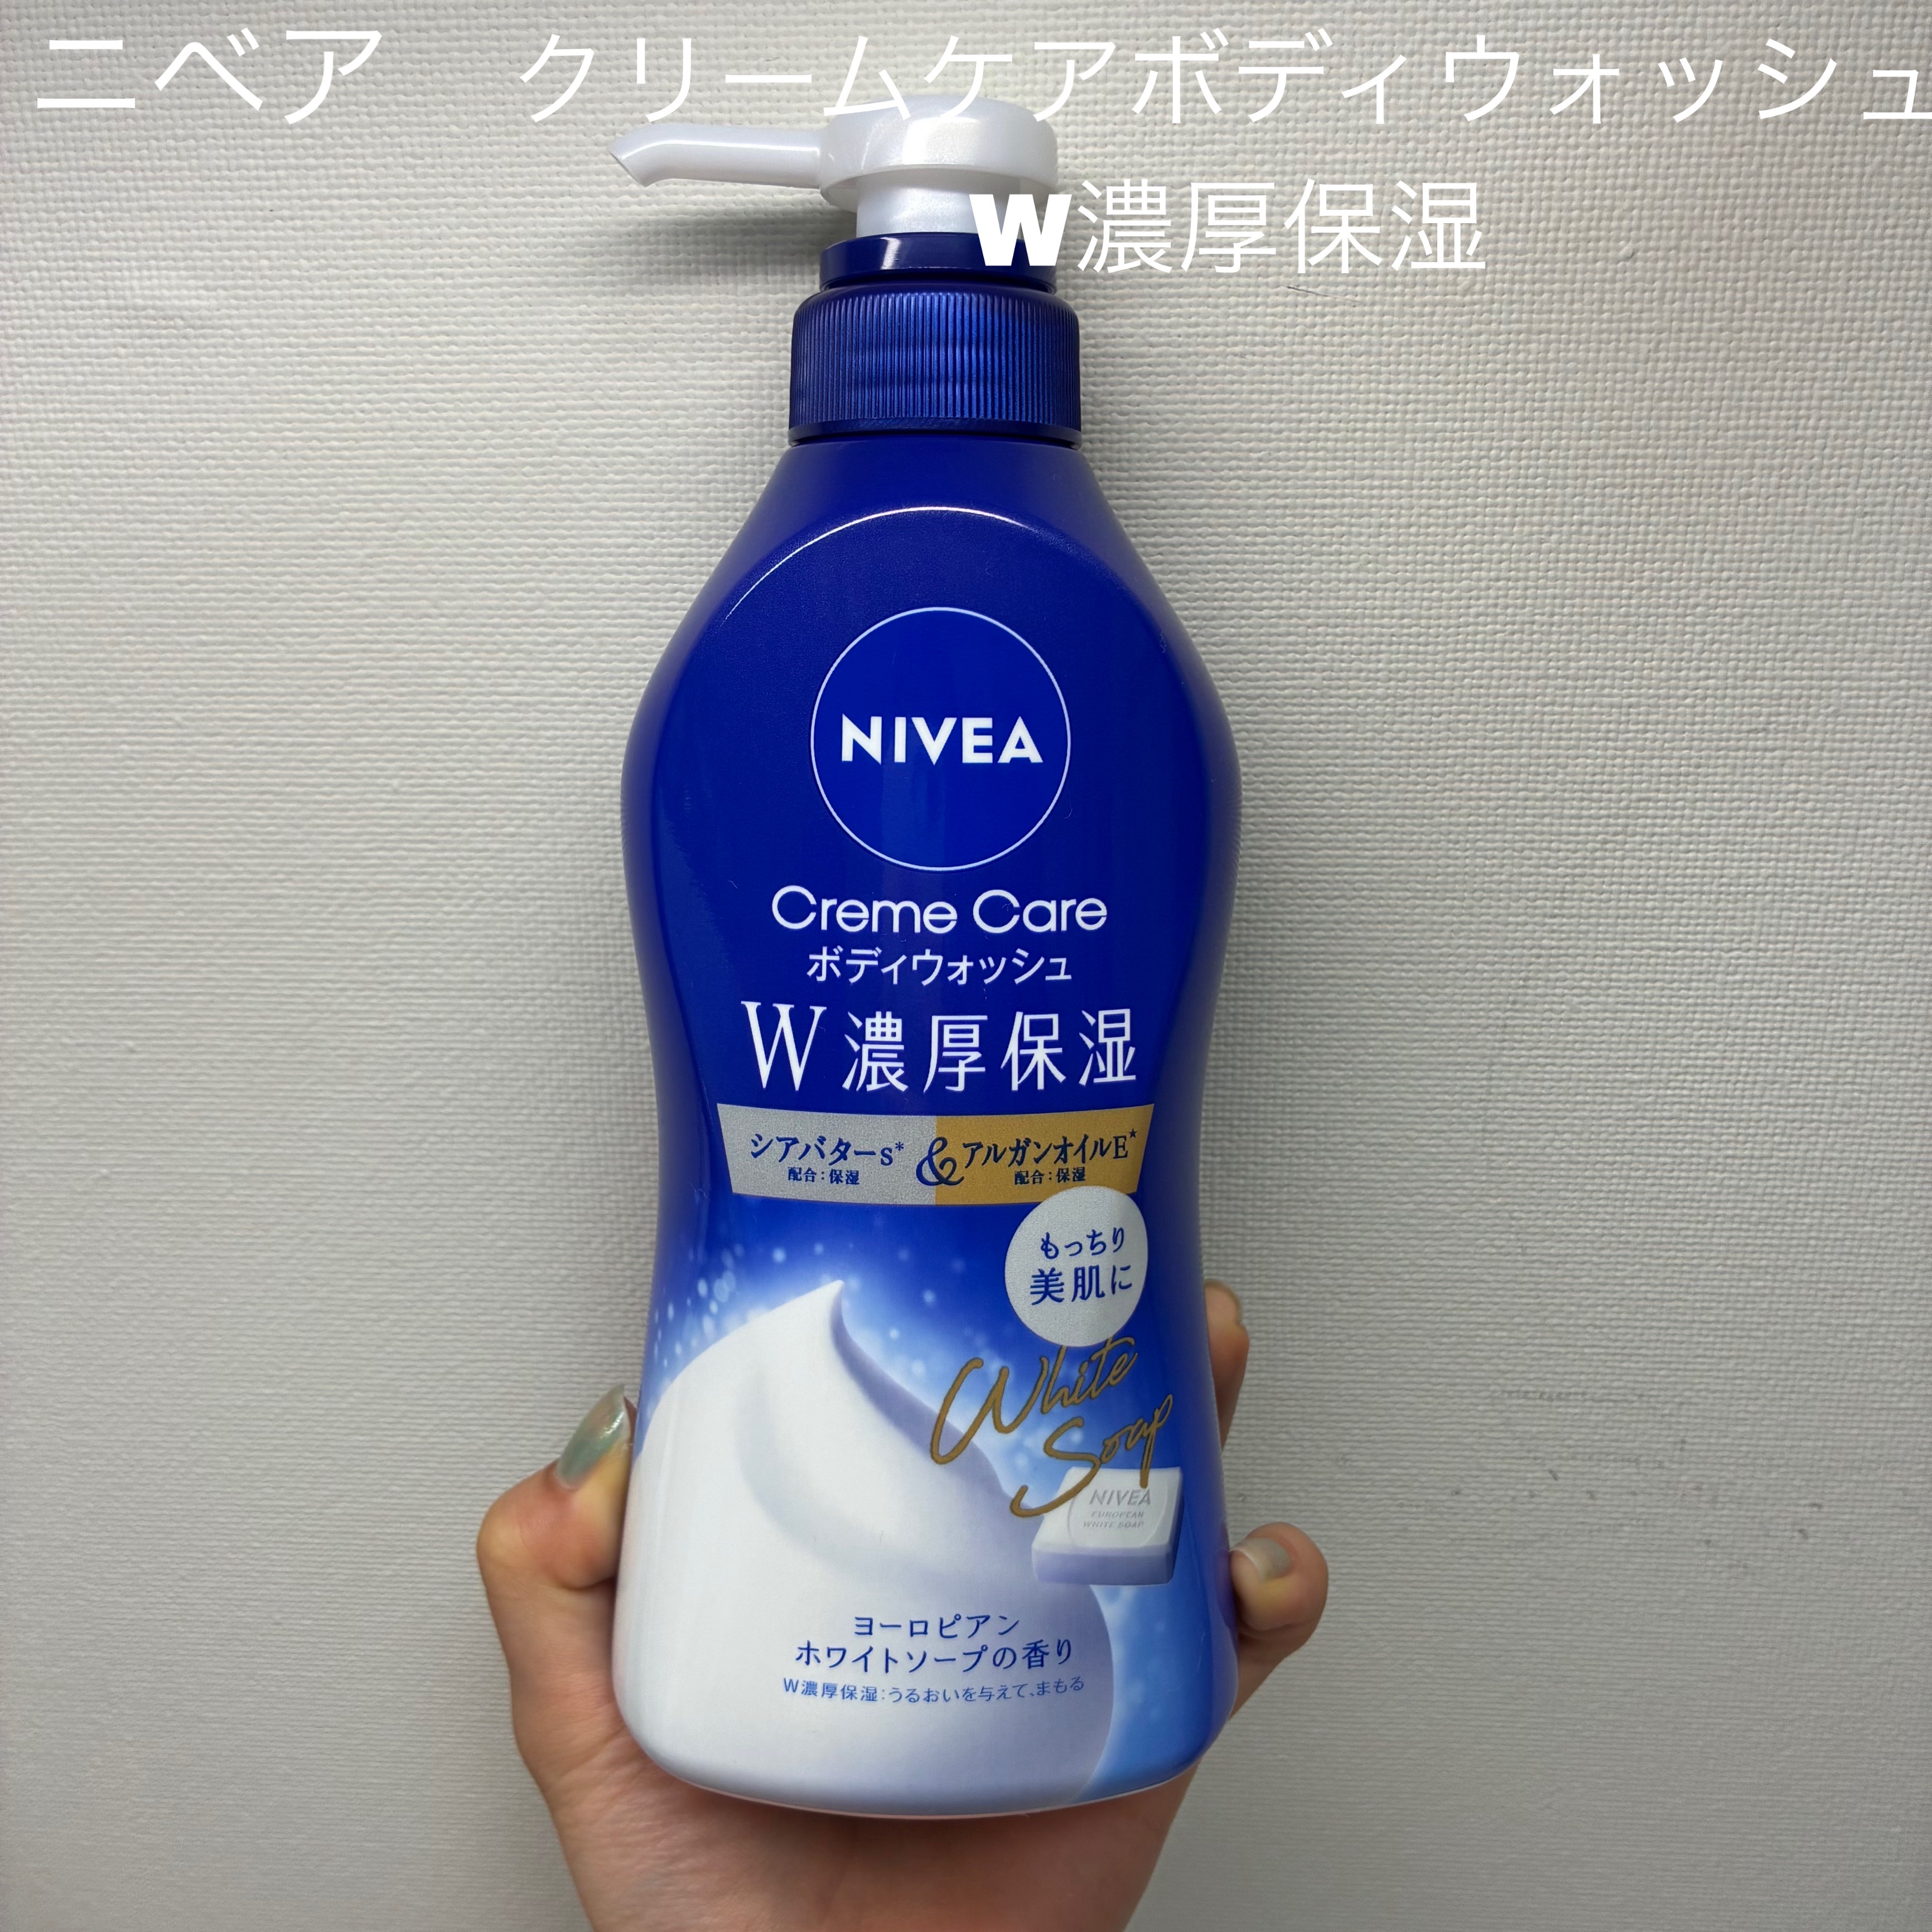 ニベア　クリームケアボディウォッシュ
W濃厚保湿
NIVEA
Creme Care
ボディウォッシュ
W濃厚保湿
シアバターS* & アルガンオイルE★
配合:保湿 配合:保湿
もっちり
美肌に
White
Soap
NIVEA
EUROPEAN
WHITE SOAP
ヨーロピアン
ホワイトソープの香り
W濃厚保湿:うるおいを与えて、まもる